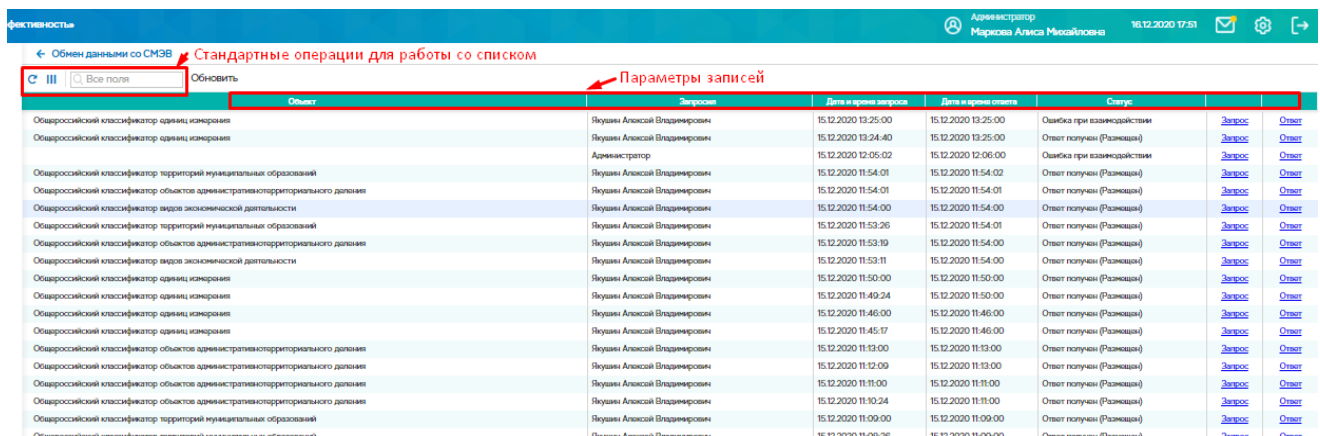 фективность»
Администратор
Маркова Алиса Михайловна
16.12.2020 17:51
Обмен данными со СМЭВ
Стандартные операции для работы со списком
Все поля
Обновить
Параметры записей
Объект Запросил Дата и время запроса Дата и время ответа Статус
Общероссийский классификатор единиц измерения Якушин Алексей Владимирович 15.12.2020 13:25:00 15.12.2020 13:25:00 Ошибка при взаимодействии Запрос Ответ
Общероссийский классификатор единиц измерения Якушин Алексей Владимирович 15.12.2020 13:24:40 15.12.2020 13:25:00 Ответ получен (Размещен) Запрос Ответ
Администратор 15.12.2020 12:05:02 15.12.2020 12:06:00 Ошибка при взаимодействии Запрос Ответ
Общероссийский классификатор территорий муниципальных образований Якушин Алексей Владимирович 15.12.2020 11:54:01 15.12.2020 11:54:02 Ответ получен (Размещен) Запрос Ответ
Общероссийский классификатор объектов административнотерриториального деления Якушин Алексей Владимирович 15.12.2020 11:54:01 15.12.2020 11:54:01 Ответ получен (Размещен) Запрос Ответ
Общероссийский классификатор видов экономической деятельности Якушин Алексей Владимирович 15.12.2020 11:54:00 15.12.2020 11:54:00 Ответ получен (Размещен) Запрос Ответ
Общероссийский классификатор территорий муниципальных образований Якушин Алексей Владимирович 15.12.2020 11:53:26 15.12.2020 11:54:01 Ответ получен (Размещен) Запрос Ответ
Общероссийский классификатор объектов административнотерриториального деления Якушин Алексей Владимирович 15.12.2020 11:53:19 15.12.2020 11:54:00 Ответ получен (Размещен) Запрос Ответ
Общероссийский классификатор видов экономической деятельности Якушин Алексей Владимирович 15.12.2020 11:53:11 15.12.2020 11:54:00 Ответ получен (Размещен) Запрос Ответ
Общероссийский классификатор единиц измерения Якушин Алексей Владимирович 15.12.2020 11:50:00 15.12.2020 11:50:00 Ответ получен (Размещен) Запрос Ответ
Общероссийский классификатор единиц измерения Якушин Алексей Владимирович 15.12.2020 11:49:24 15.12.2020 11:50:00 Ответ получен (Размещен) Запрос Ответ
Общероссийский классификатор единиц измерения Якушин Алексей Владимирович 15.12.2020 11:46:00 15.12.2020 11:46:00 Ответ получен (Размещен) Запрос Ответ
Общероссийский классификатор единиц измерения Якушин Алексей Владимирович 15.12.2020 11:45:17 15.12.2020 11:46:00 Ответ получен (Размещен) Запрос Ответ
Общероссийский классификатор объектов административнотерриториального деления Якушин Алексей Владимирович 15.12.2020 11:13:00 15.12.2020 11:13:00 Ответ получен (Размещен) Запрос Ответ
Общероссийский классификатор объектов административнотерриториального деления Якушин Алексей Владимирович 15.12.2020 11:12:09 15.12.2020 11:13:00 Ответ получен (Размещен) Запрос Ответ
Общероссийский классификатор объектов административнотерриториального деления Якушин Алексей Владимирович 15.12.2020 11:11:00 15.12.2020 11:11:00 Ответ получен (Размещен) Запрос Ответ
Общероссийский классификатор объектов административнотерриториального деления Якушин Алексей Владимирович 15.12.2020 11:10:24 15.12.2020 11:11:00 Ответ получен (Размещен) Запрос Ответ
Общероссийский классификатор территорий муниципальных образований Якушин Алексей Владимирович 15.12.2020 11:09:00 15.12.2020 11:09:00 Ответ получен (Размещен) Запрос Ответ